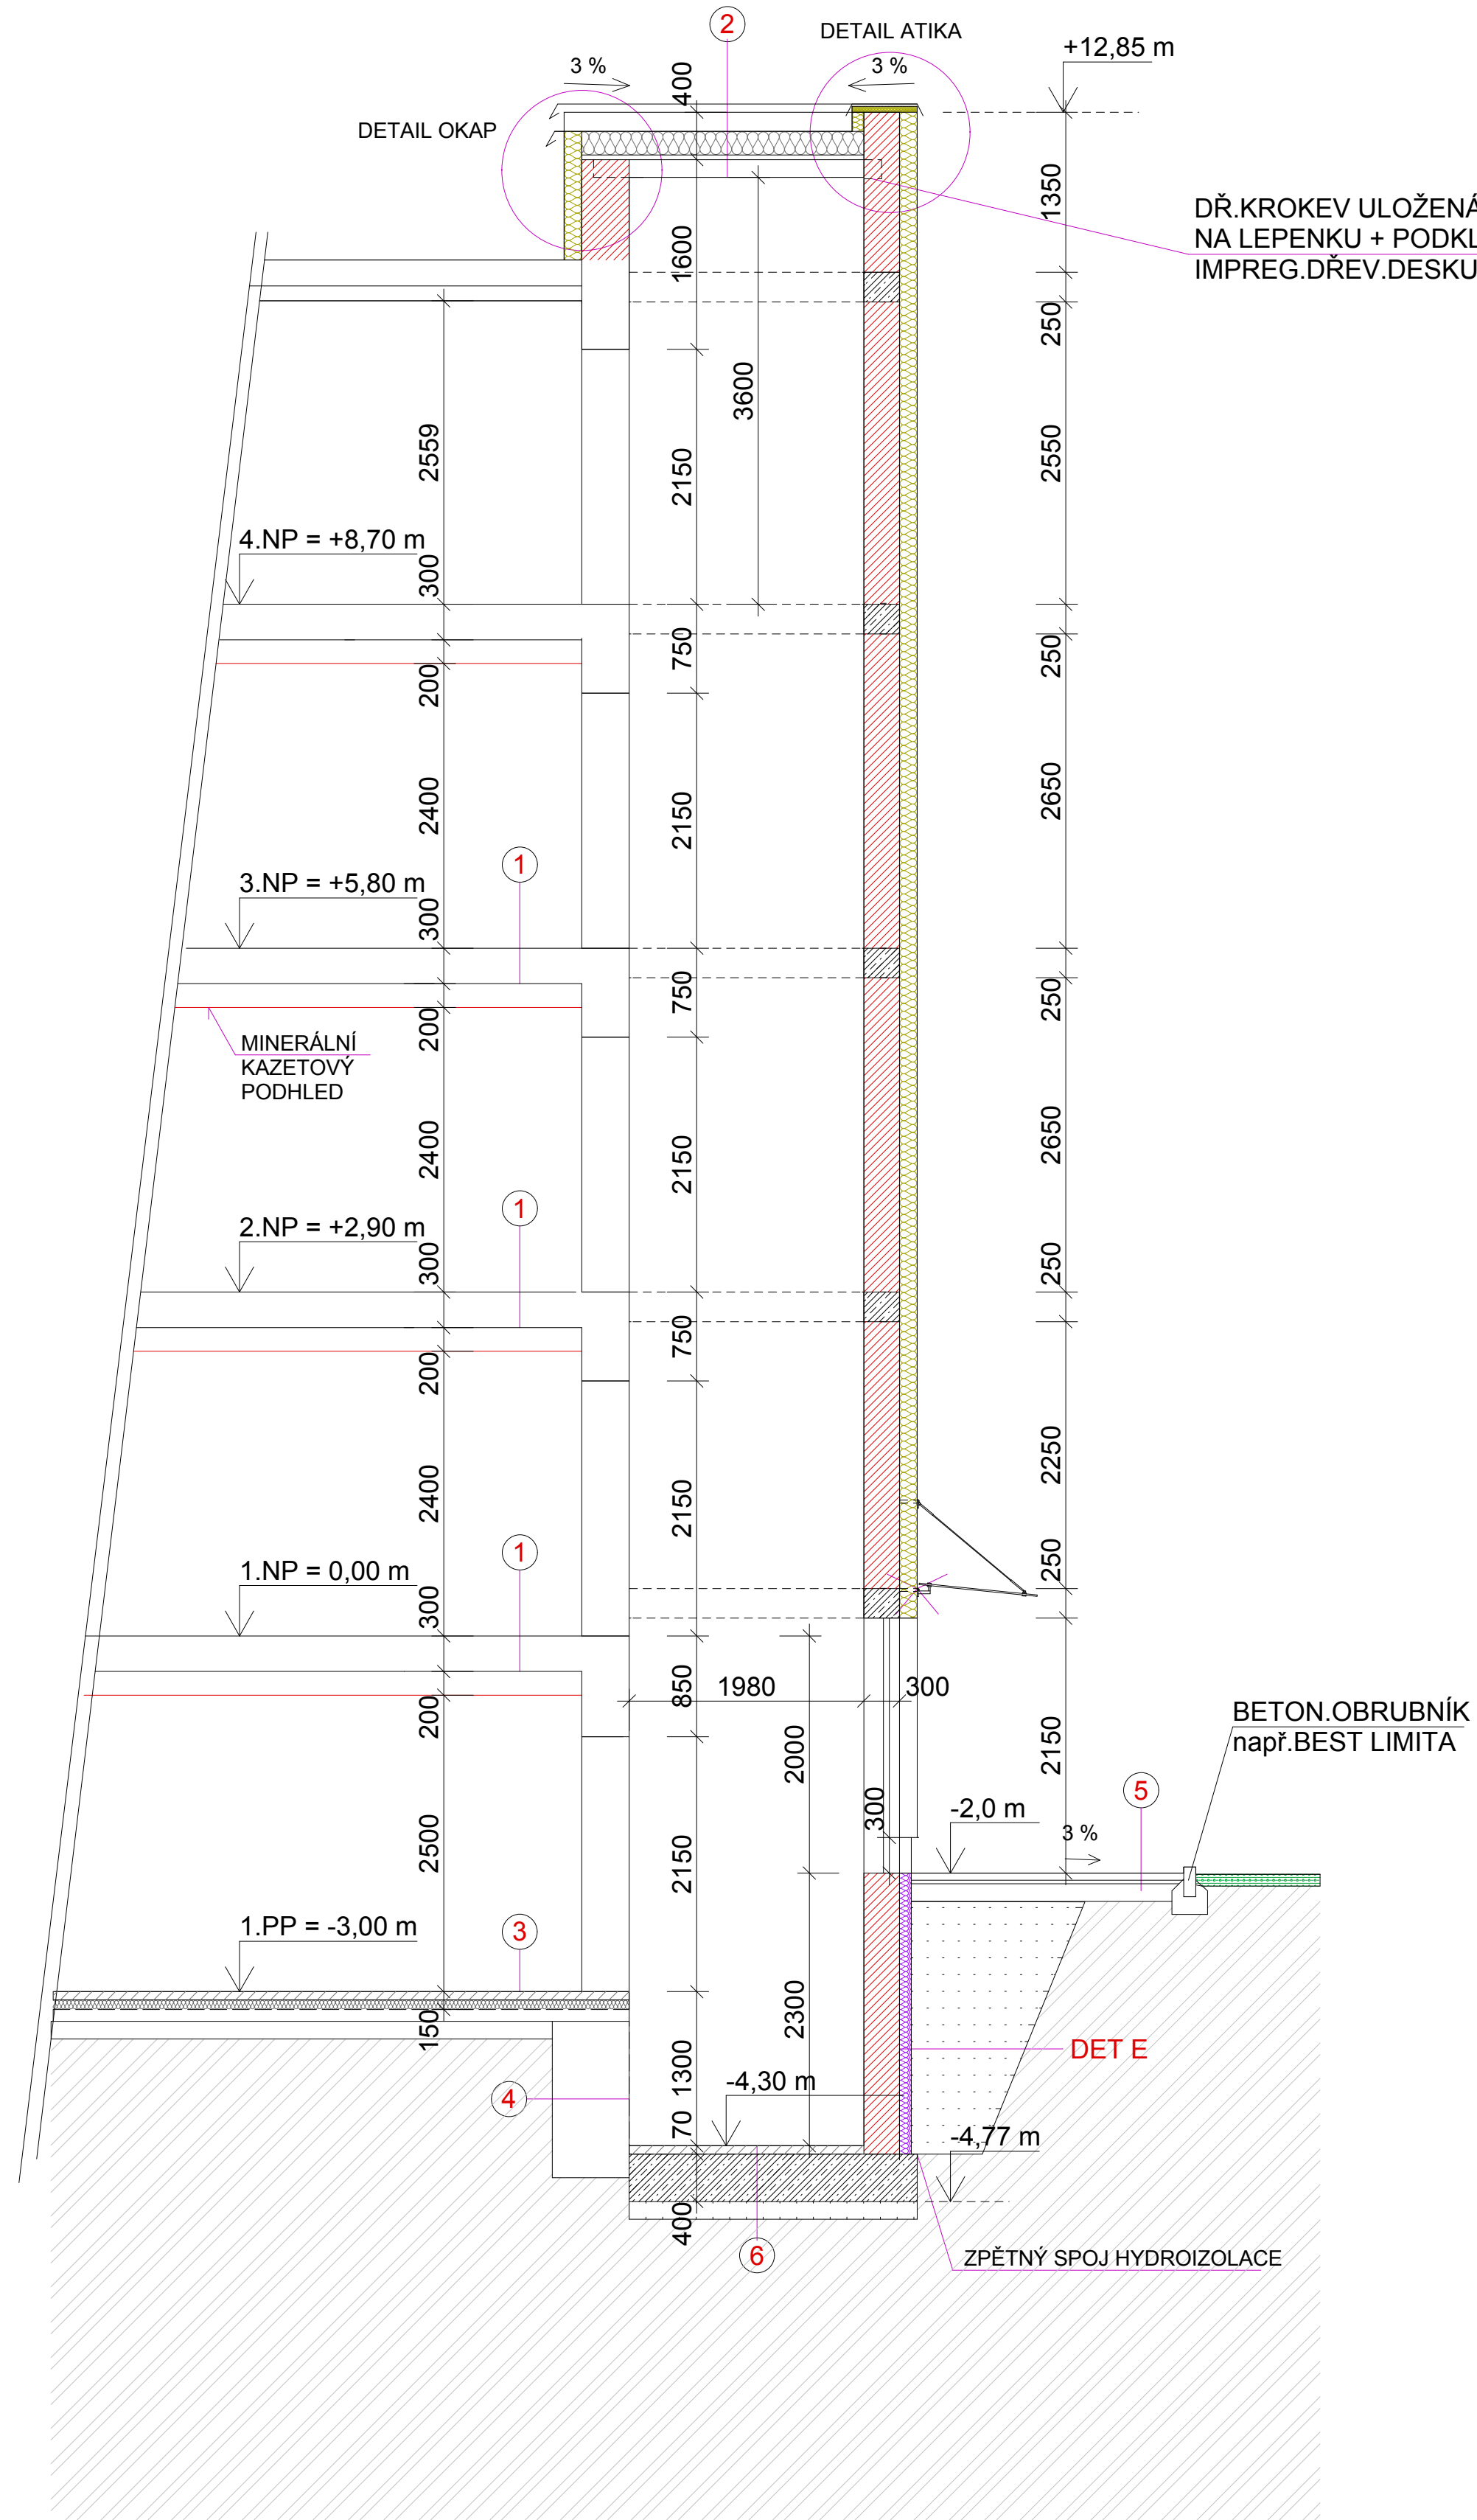 2
DETAIL ATIKA
+12,85 m
3 %
3 %
400
DETAIL OKAP
1350
DŘ.KROKEV ULOŽENÁ
NA LEPENKU + PODKL
IMPREG.DŘEV.DESKU
1600
250
3600
2559
2150
2550
4.NP = +8,70 m
300
750
250
200
2400
2150
2650
1
3.NP = +5,80 m
300
750
250
200
MINERÁLNÍ
KAZETOVÝ
PODHLED
2400
2150
2650
1
2.NP = +2,90 m
300
250
750
200
2400
2150
2250
1
1.NP = 0,00 m
300
250
850
1980
300
200
BETON.OBRUBNÍK
např.BEST LIMITA
2000
2150
300
5
-2,0 m
3 %
2500
2150
1.PP = -3,00 m
3
150
2300
DET E
1300
-4,30 m
4
70
-4,77 m
400
6
ZPĚTNÝ SPOJ HYDROIZOLACE